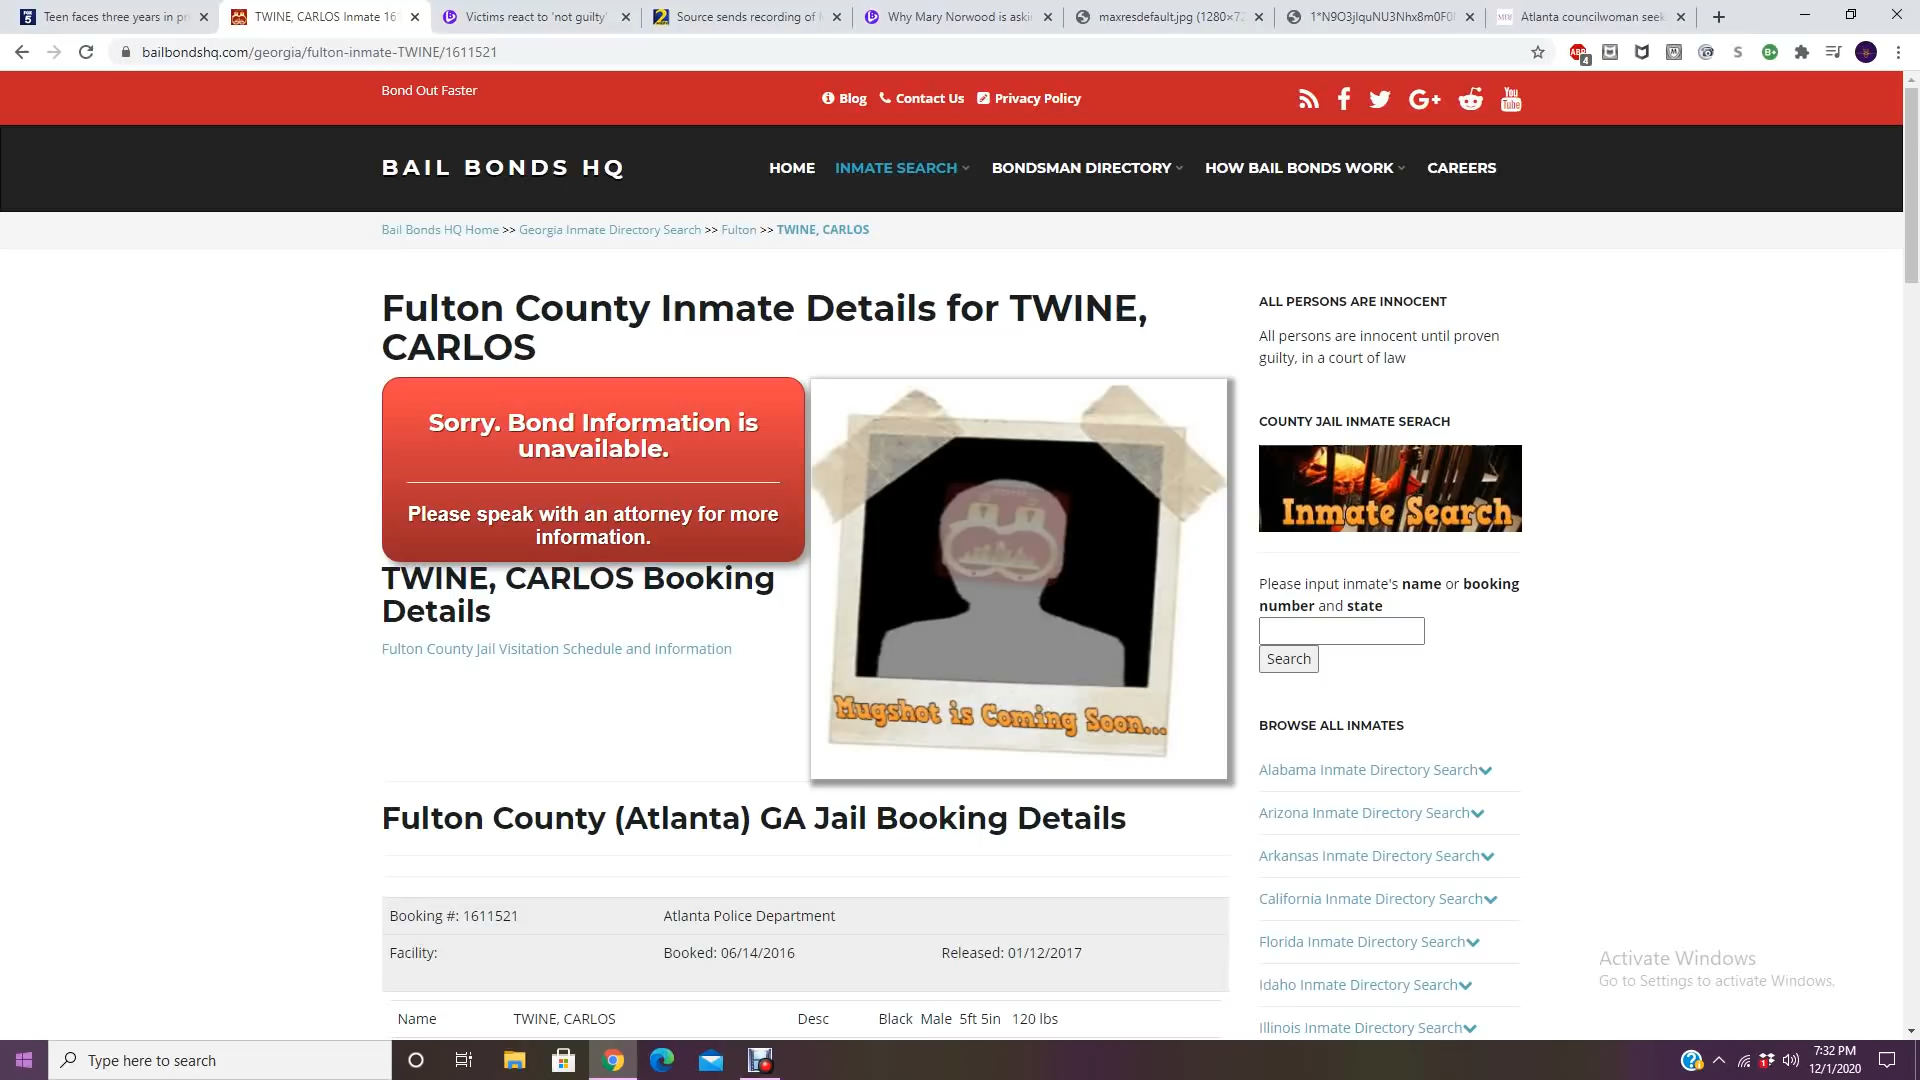 Teen faces three years in pr
TWINE, CARLOS Inmate 16
Victims react to 'not guilty'
Source sends recording of
Why Mary Norwood is aski
maxresdefault.jpg (1280×72
1*N9O3jlquNU3Nhx8m0F0
Atlanta councilwoman seek
bailbondshq.com/georgia/fulton-inmate-TWINE/1611521
Bond Out Faster
Blog
Contact Us
Privacy Policy
BAIL BONDS HQ
HOME
INMATE SEARCH
BONDSMAN DIRECTORY
HOW BAIL BONDS WORK
CAREERS
Bail Bonds HQ Home >> Georgia Inmate Directory Search >> Fulton >> TWINE, CARLOS
Fulton County Inmate Details for TWINE,
CARLOS
Sorry. Bond Information is
unavailable.
Please speak with an attorney for more
information.
TWINE, CARLOS Booking
Details
Fulton County Jail Visitation Schedule and Information
Mugshot is Coming Soon...
Fulton County (Atlanta) GA Jail Booking Details
Booking #: 1611521 Atlanta Police Department
Facility: Booked: 06/14/2016 Released: 01/12/2017
Name TWINE, CARLOS Desc Black Male 5ft 5in 120 lbs
ALL PERSONS ARE INNOCENT
All persons are innocent until proven
guilty, in a court of law
COUNTY JAIL INMATE SERACH
Inmate Search
Please input inmate's name or booking
number and state
Search
BROWSE ALL INMATES
Alabama Inmate Directory Search
Arizona Inmate Directory Search
Arkansas Inmate Directory Search
California Inmate Directory Search
Florida Inmate Directory Search
Idaho Inmate Directory Search
Illinois Inmate Directory Search
Activate Windows
Go to Settings to activate Windows.
Type here to search
7:32 PM
12/1/2020